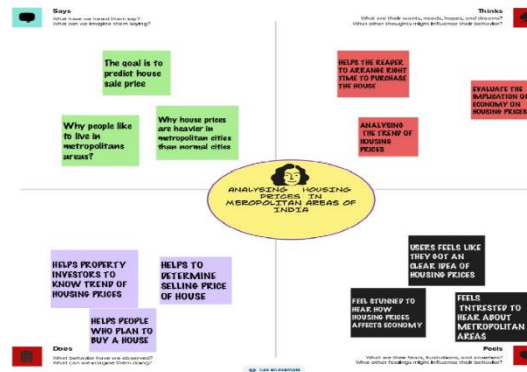 Says
What have we heard them say?
What can we imagine them saying?
The goal is to
predict house
sale price
Why people like
to live in
metropolitans
areas?
Why house prices
are heavier in
metropolitan cities
than normal cities
Thinks
What are their wants, needs, hopes, and dreams?
What other thoughts might influence their behavior?
HELPS THE READER
TO ARRANGE RIGHT
TIME TO PURCHASE
THE HOUSE
EVALUATE THE
IMPLICATION OF
ECONOMY ON
HOUSING PRICES
ANALYSING
THE TREND OF
HOUSING
PRICES
ANALYSING HOUSING
PRICES IN
MEROPOLITAN AREAS OF
INDIA
HELPS PROPERTY
INVESTORS TO
KNOW TREND OF
HOUSING PRICES
HELPS TO
DETERMINE
SELLING PRICE
OF HOUSE
HELPS PEOPLE
WHO PLAN TO
BUY A HOUSE
Does
What behavior have we observed?
What can we imagine them doing?
USERS FEELS LIKE
THEY GOT AN
CLEAR IDEA OF
HOUSING PRICES
FEEL STUNNED TO
HEAR HOW
HOUSING PRICES
AFFECTS ECONOMY
FEELS
INTRESTED TO
HEAR ABOUT
METROPOLITAN
AREAS
Feels
What are their fears, frustrations, and anxieties?
What other feelings might influence their behavior?
See an example